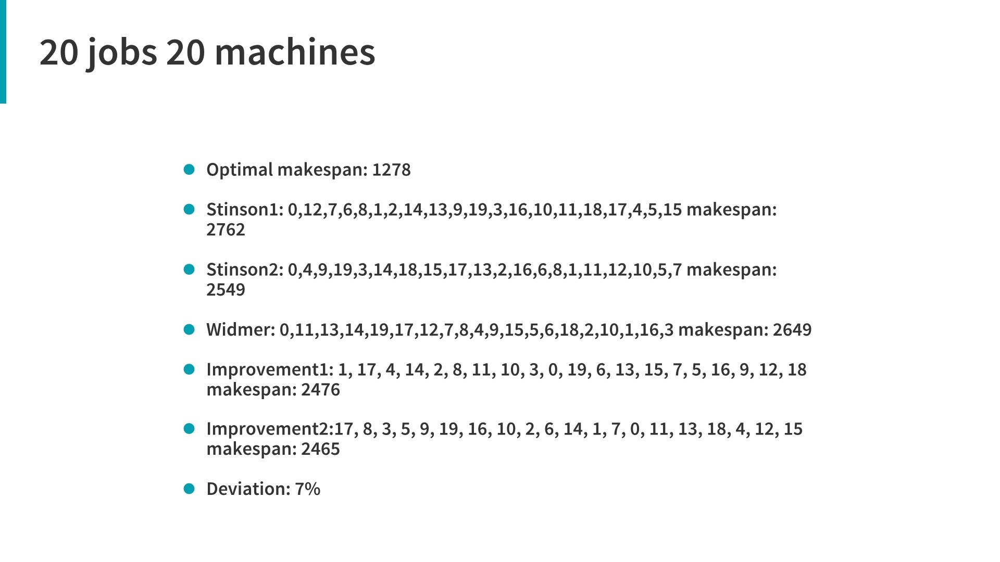 20 jobs 20 machines
Optimal makespan: 1278
Stinson1: 0,12,7,6,8,1,2,14,13,9,19,3,16,10,11,18,17,4,5,15 makespan:
2762
Stinson2: 0,4,9,19,3,14,18,15,17,13,2,16,6,8,1,11,12,10,5,7 makespan:
2549
Widmer: 0,11,13,14,19,17,12,7,8,4,9,15,5,6,18,2,10,1,16,3 makespan: 2649
Improvement1: 1, 17, 4, 14, 2, 8, 11, 10, 3, 0, 19, 6, 13, 15, 7, 5, 16, 9, 12, 18
makespan: 2476
Improvement2:17, 8, 3, 5, 9, 19, 16, 10, 2, 6, 14, 1, 7, 0, 11, 13, 18, 4, 12, 15
makespan: 2465
Deviation: 7%